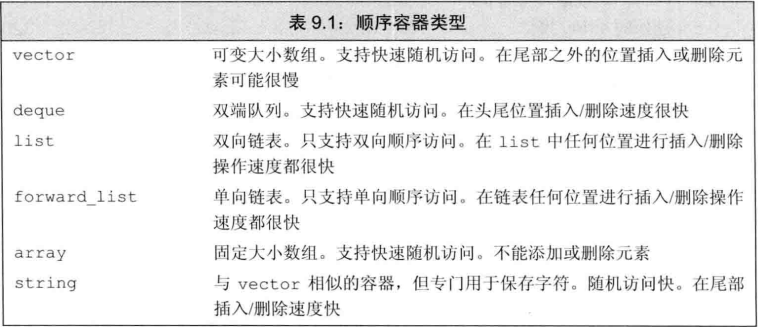 表 9.1：顺序容器类型
vector 可变大小数组。支持快速随机访问。在尾部之外的位置插入或删除元
素可能很慢
deque 双端队列。支持快速随机访问。在头尾位置插入/删除速度很快
list 双向链表。只支持双向顺序访问。在 list 中任何位置进行插入/删除
操作速度都很快
forward_list 单向链表。只支持单向顺序访问。在链表任何位置进行插入/删除操作
速度都很快
array 固定大小数组。支持快速随机访问。不能添加或删除元素
string 与 vector 相似的容器，但专门用于保存字符。随机访问快。在尾部
插入/删除速度快